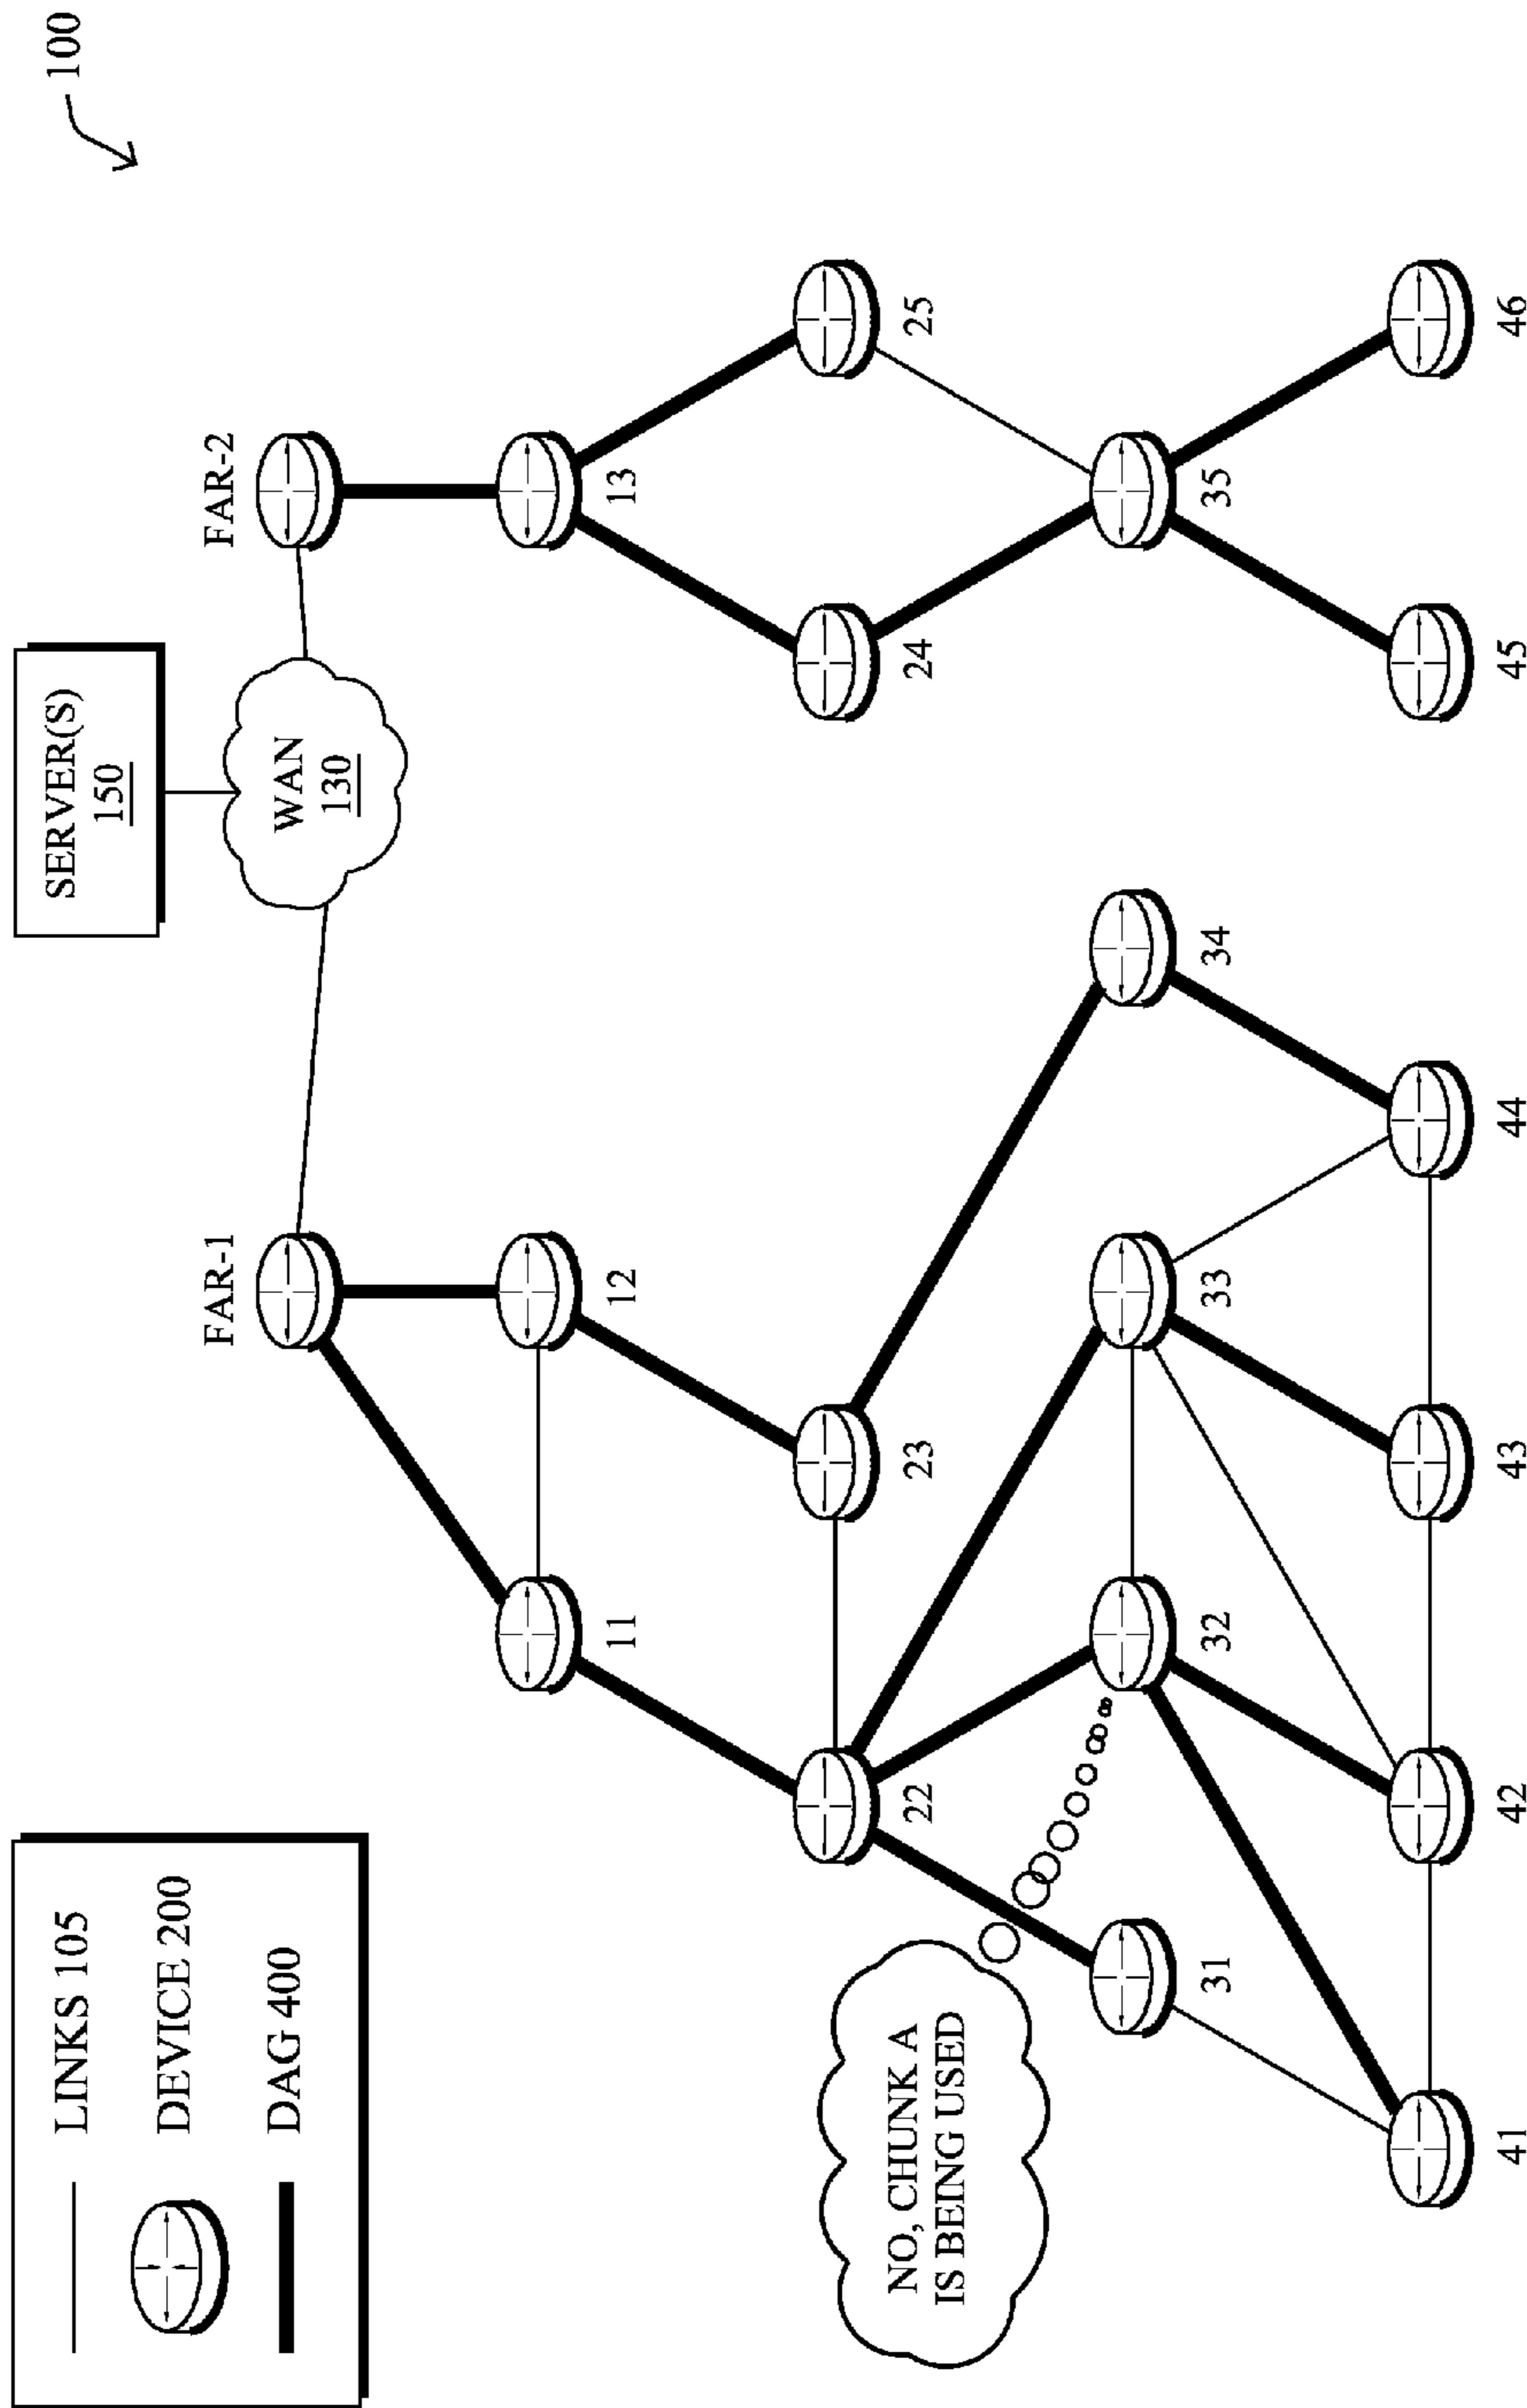 100
LINKS 105
DEVICE 200
DAG 400
SERVER(S)
150
WAN
130
FAR-1
FAR-2
11
12
13
22
23
24
25
NO, CHUNK A
IS BEING USED
31
32
33
34
35
41
42
43
44
45
46